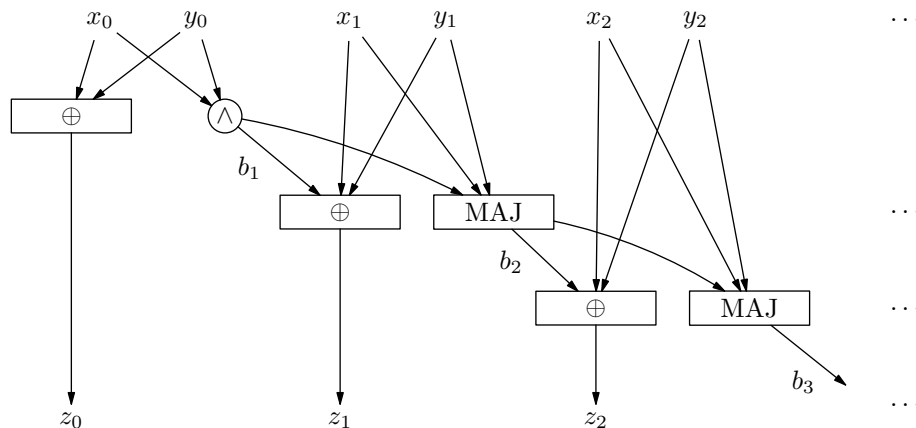 x₀ y₀ x₁ y₁ x₂ y₂ ...
⊕ ∧
b₁
⊕ MAJ ...
b₂
⊕ MAJ ...
b₃
z₀ z₁ z₂ ...